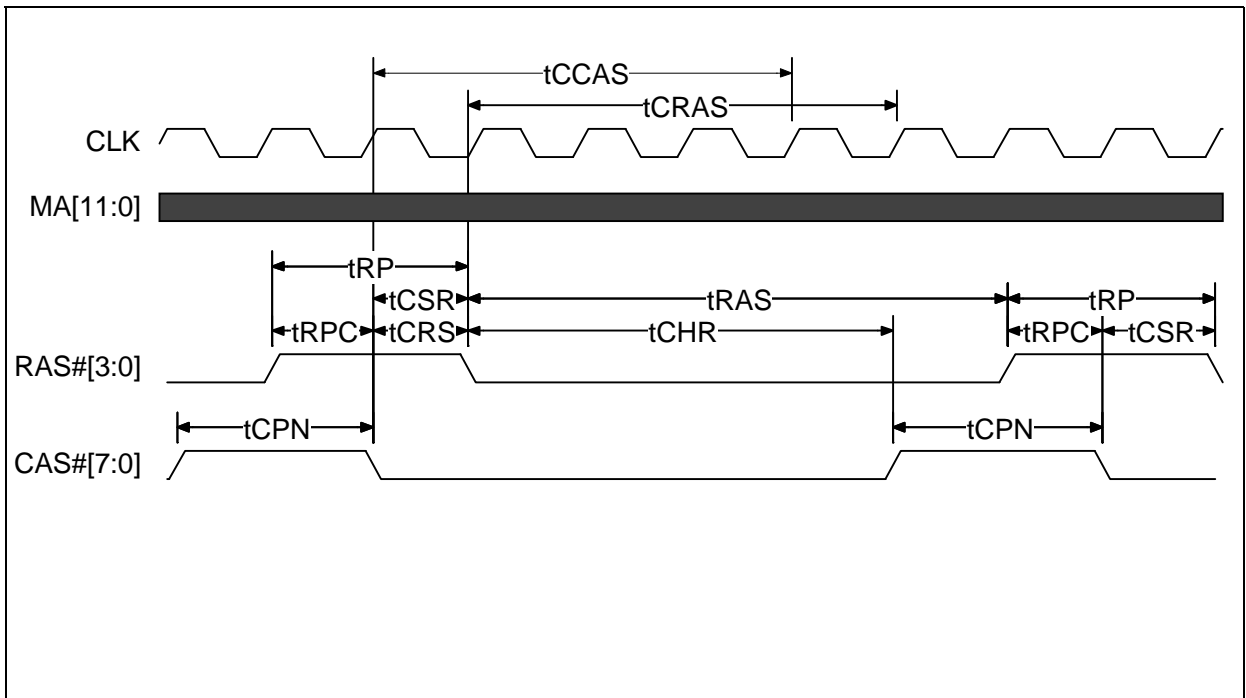 tCCAS
tCRAS
CLK
MA[11:0]
tRP
tCSR tRAS tRP
tRPC tCRS tCHR tRPC tCSR
RAS#[3:0]
tCPN tCPN
CAS#[7:0]